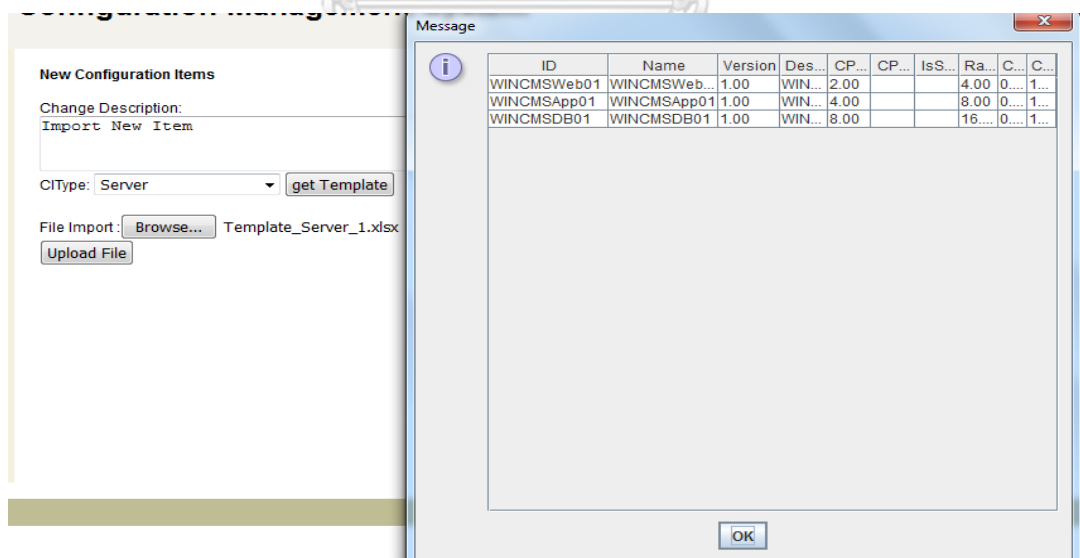 Configuration Management
New Configuration Items
Change Description:
Import New Item
CIType: Server get Template
File Import : Browse... Template_Server_1.xlsx
Upload File
Message
ID Name Version Des... CP... CP... IsS... Ra... C... C...
WINCMSWeb01 WINCMSWeb... 1.00 WIN... 2.00 4.00 0.... 1...
WINCMSApp01 WINCMSApp01 1.00 WIN... 4.00 8.00 0.... 1...
WINCMSDB01 WINCMSDB01 1.00 WIN... 8.00 16.... 0.... 1...
OK